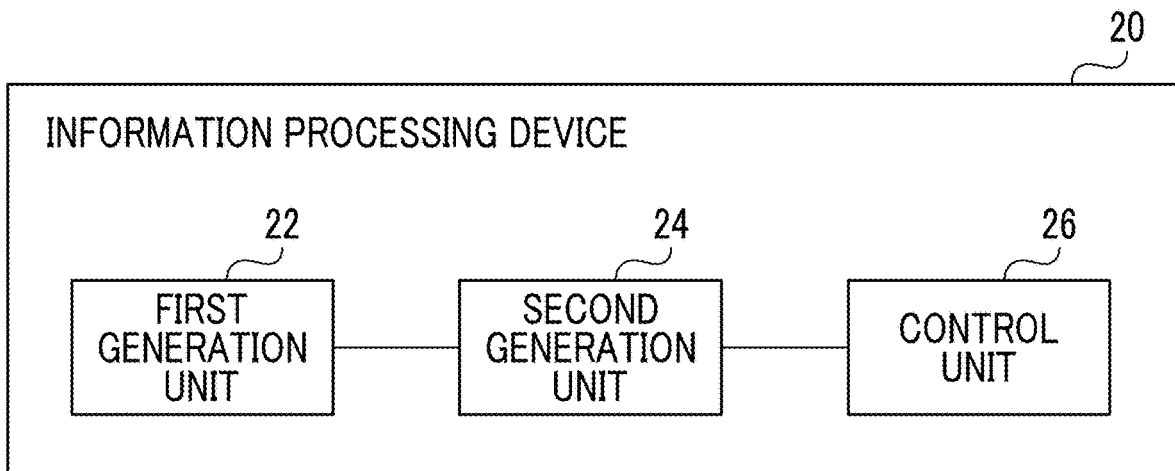 20
INFORMATION PROCESSING DEVICE
22
24
26
FIRST
GENERATION
UNIT
SECOND
GENERATION
UNIT
CONTROL
UNIT